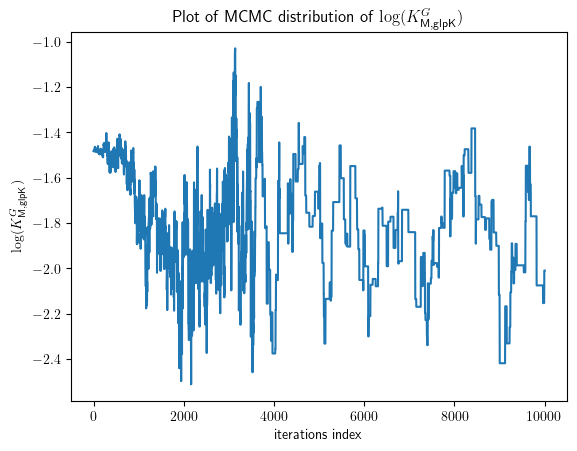 Plot of MCMC distribution of log(K^G_M,glpK)
−1.0
−1.2
−1.4
−1.6
−1.8
−2.0
−2.2
−2.4
log(K^G_M,glpK)
0 2000 4000 6000 8000 10000
iterations index